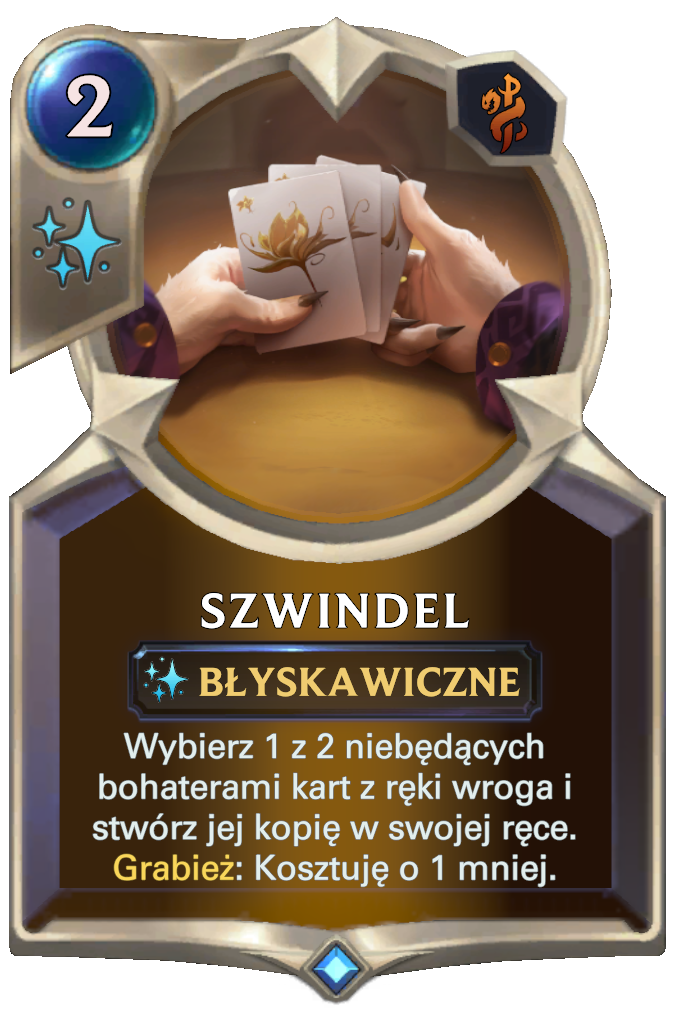 2
SZWINDEL
BŁYSKAWICZNE
Wybierz 1 z 2 niebędących
bohaterami kart z ręki wroga i
stwórz jej kopię w swojej ręce.
Grabież: Kosztuję o 1 mniej.